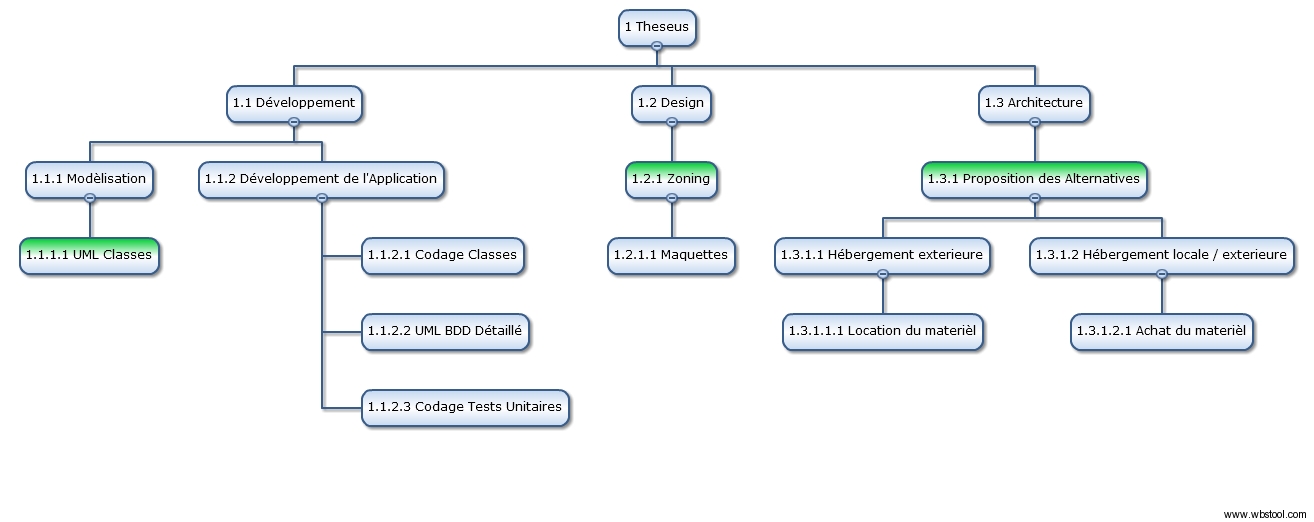 1 Theseus
1.1 Développement
1.2 Design
1.3 Architecture
1.1.1 Modèlisation
1.1.2 Développement de l'Application
1.2.1 Zoning
1.3.1 Proposition des Alternatives
1.1.1.1 UML Classes
1.1.2.1 Codage Classes
1.2.1.1 Maquettes
1.3.1.1 Hébergement exterieure
1.3.1.2 Hébergement locale / exterieure
1.1.2.2 UML BDD Détaillé
1.3.1.1.1 Location du materièl
1.3.1.2.1 Achat du materièl
1.1.2.3 Codage Tests Unitaires
www.wbstool.com